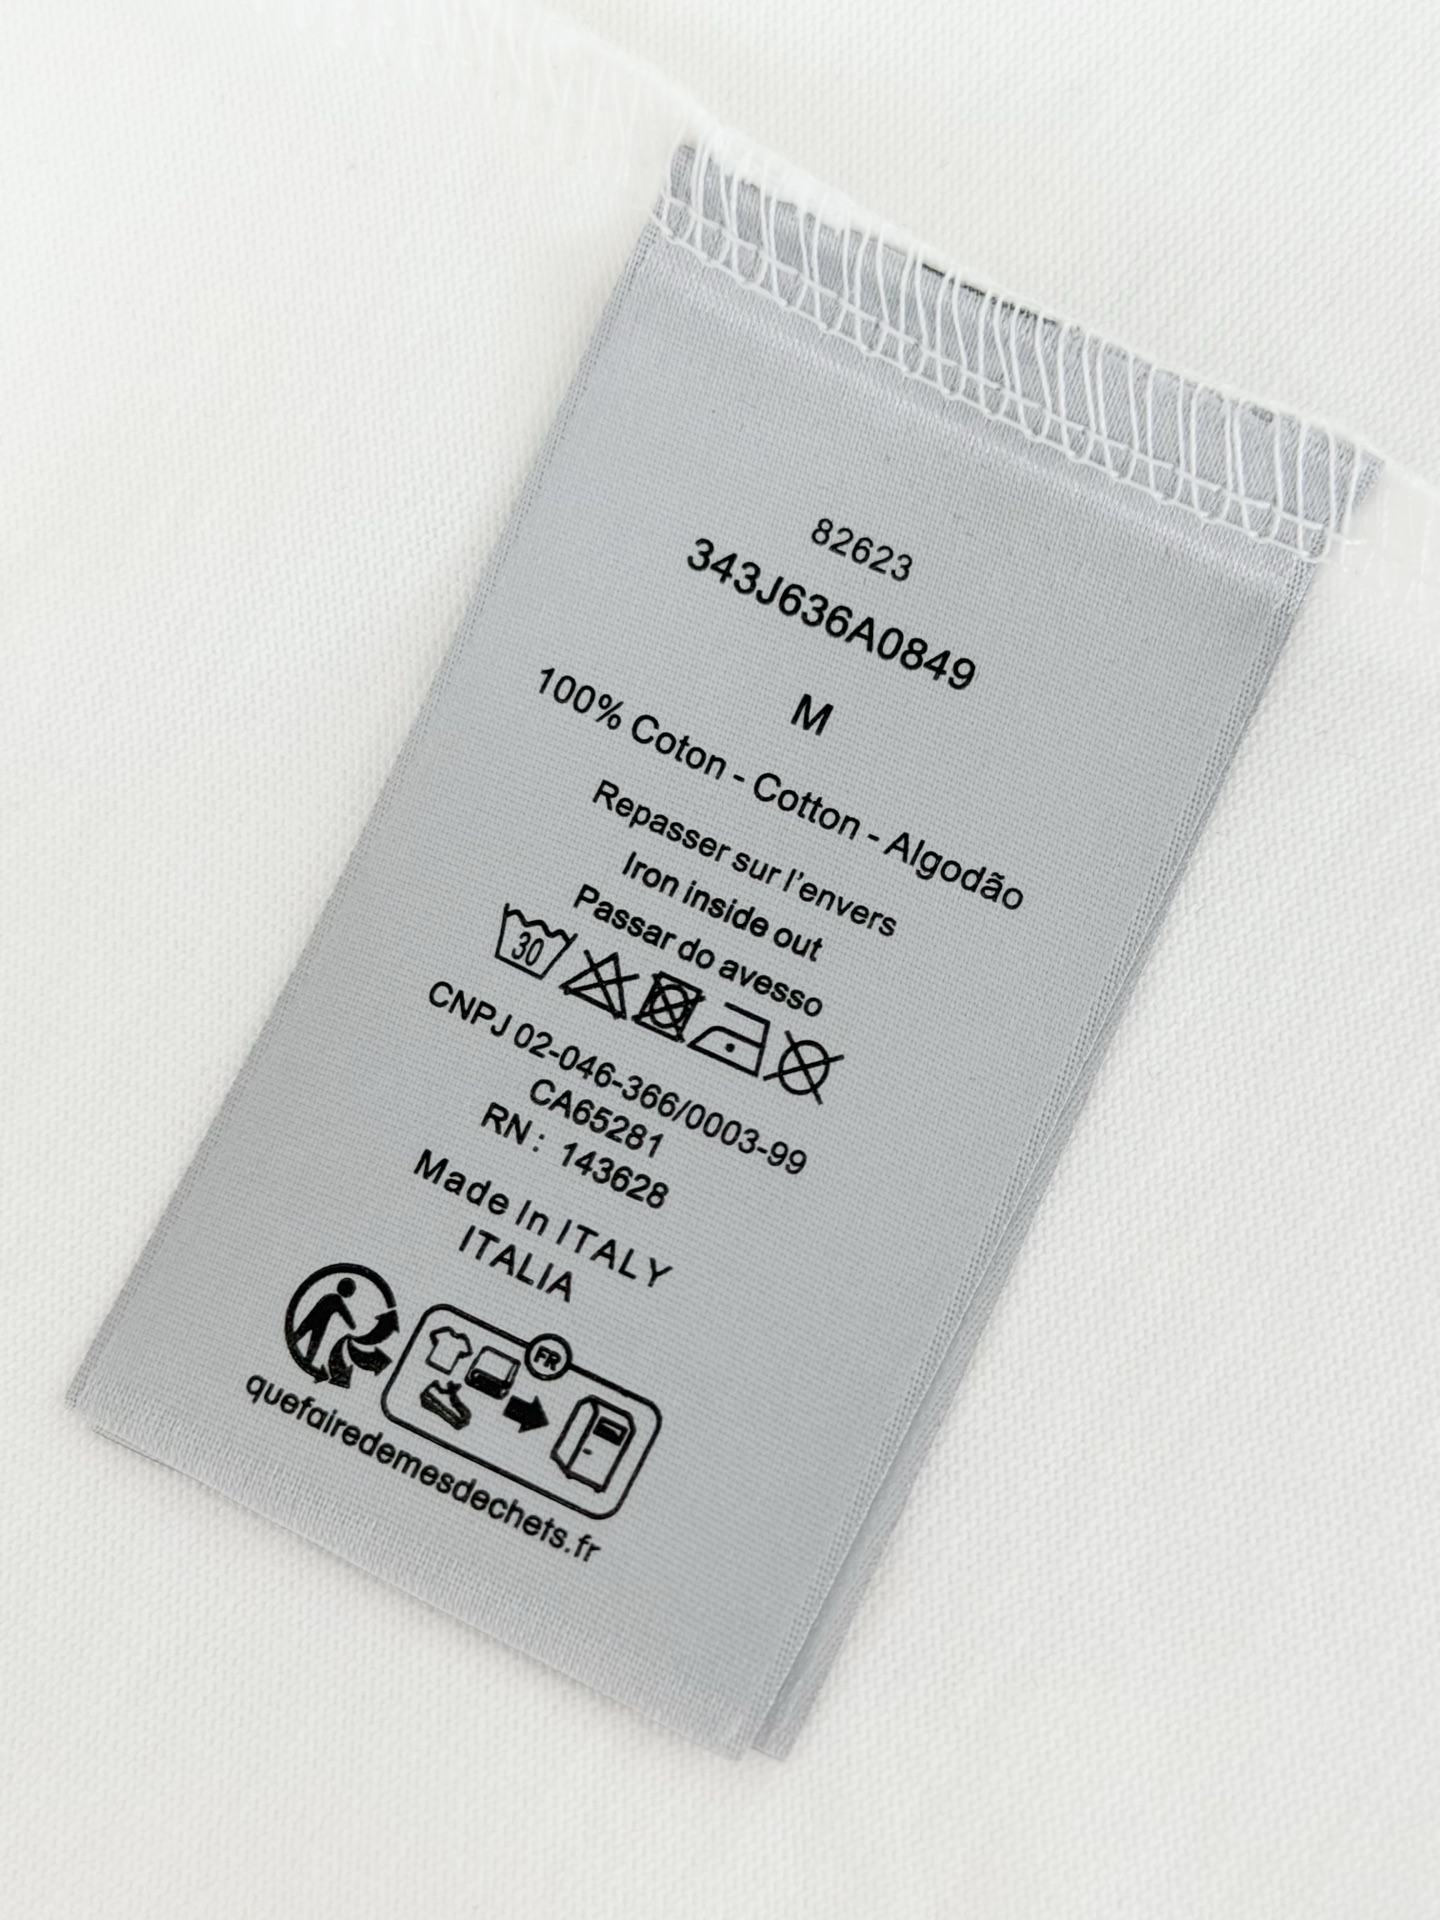 82623
343J636A0849
M
100% Coton - Cotton - Algodão
Repasser sur l'envers
Iron inside out
Passar do avesso
30
CNPJ 02-046-366/0003-99
CA65281
RN : 143628
Made In ITALY
ITALIA
FR
quefairedemesdechets.fr